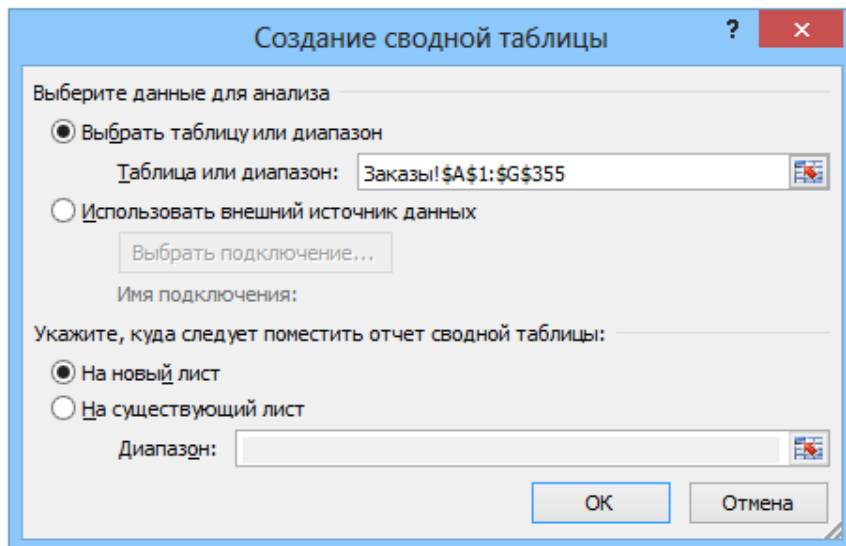 Создание сводной таблицы ? ×
Выберите данные для анализа
Выбрать таблицу или диапазон
Таблица или диапазон: Заказы!$A$1:$G$355
Использовать внешний источник данных
Выбрать подключение...
Имя подключения:
Укажите, куда следует поместить отчет сводной таблицы:
На новый лист
На существующий лист
Диапазон:
ОК Отмена